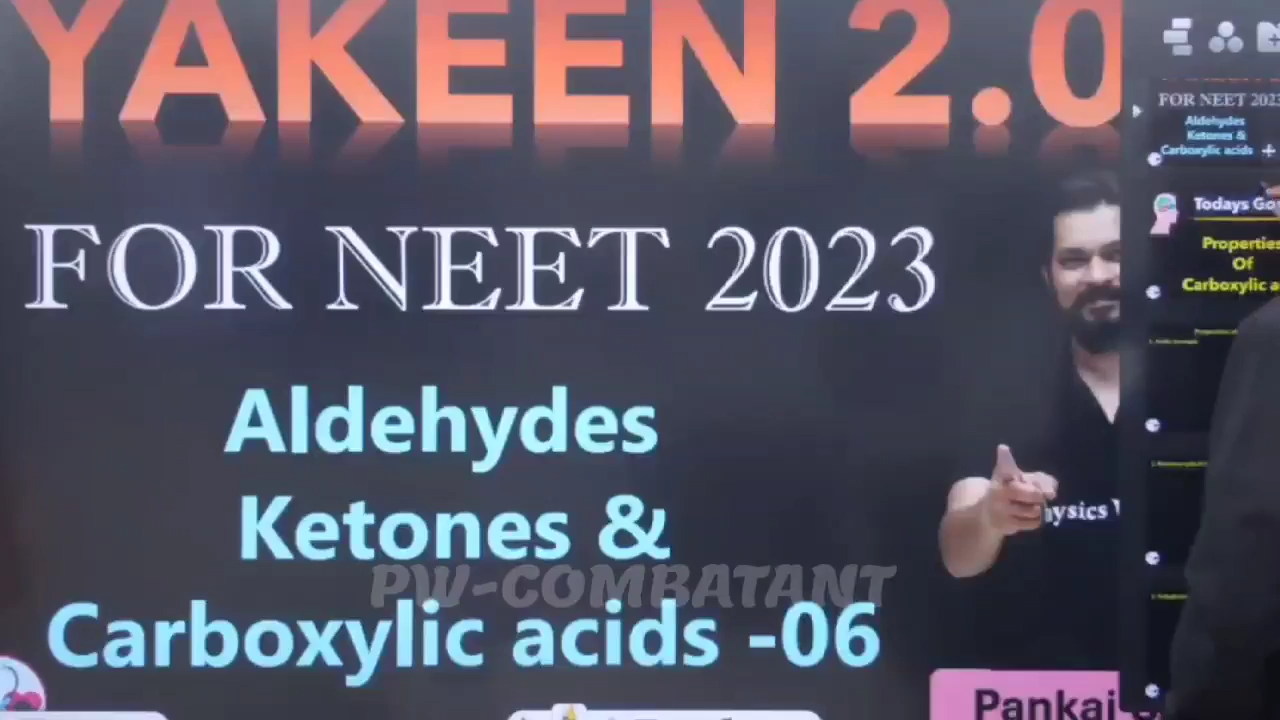 YAKEEN 2.0
FOR NEET 2023
Aldehydes
Ketones &
Carboxylic acids -06
PW-COMBATANT
ysics
Pankaj
FOR NEET 2023
Aldehydes
Ketones &
Carboxylic acids
Todays Go
Properties
Of
Carboxylic a